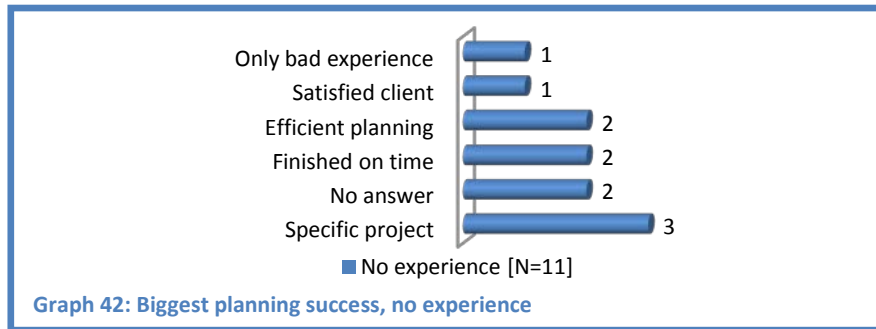 Only bad experience 1
Satisfied client 1
Efficient planning 2
Finished on time 2
No answer 2
Specific project 3
No experience [N=11]
Graph 42: Biggest planning success, no experience